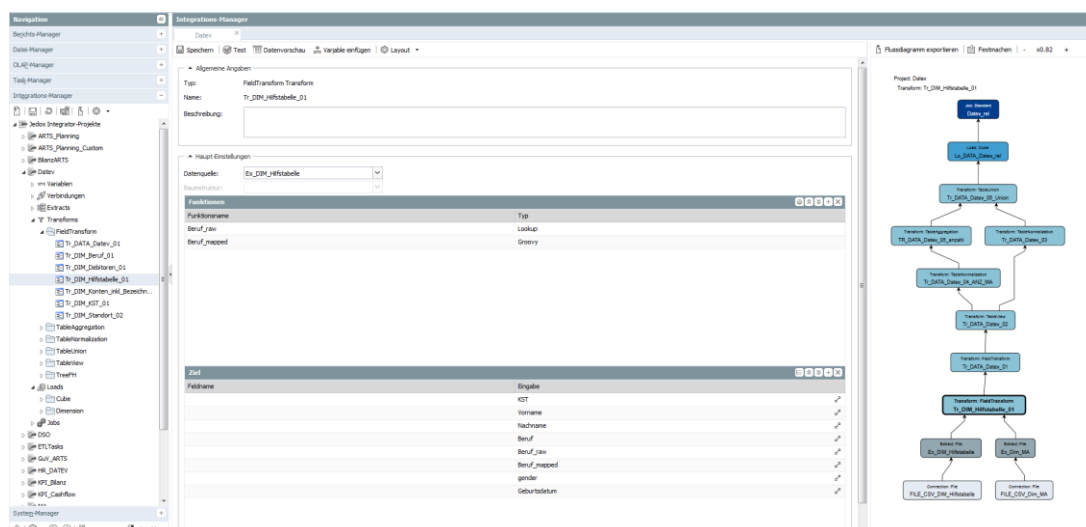 Navigation
Berichts-Manager
Datei-Manager
OLAP-Manager
Task-Manager
Integrations-Manager
Jedox Integrator-Projekte
ARTS_Planning
ARTS_Planning_Custom
BilanzARTS
Datev
Variablen
Verbindungen
Extracts
Transforms
FieldTransform
Tr_DATA_Datev_01
Tr_DIM_Beruf_01
Tr_DIM_Debitoren_01
Tr_DIM_Hilfstabelle_01
Tr_DIM_Konten_inkl_Bezeichn...
Tr_DIM_KST_01
Tr_DIM_Standort_02
TableAggregation
TableNormalization
TableUnion
TableView
TreeFH
Loads
Cube
Dimension
Jobs
DSO
ETLTasks
GuV_ARTS
HR_DATEV
KPI_Bilanz
KPI_Cashflow
System-Manager
Integrations-Manager
Datev
Speichern Test Datenvorschau Variable einfügen Layout
Allgemeine Angaben
Typ: FieldTransform Transform
Name: Tr_DIM_Hilfstabelle_01
Beschreibung:
Haupt-Einstellungen
Datenquelle: Ex_DIM_Hilfstabelle
Baumstruktur:
Funktionen
Funktionsname Typ
Beruf_raw Lookup
Beruf_mapped Groovy
Ziel
Feldname Eingabe
KST
Vorname
Nachname
Beruf
Beruf_raw
Beruf_mapped
gender
Geburtsdatum
Flussdiagramm exportieren Festmachen - x0.82 +
Project: Datev
Transform: Tr_DIM_Hilfstabelle_01
Job: Standard
Datev_rel
Load: Cube
Lo_DATA_Datev_rel
Transform: TableUnion
Tr_DATA_Datev_06_Union
Transform: TableAggregation
TR_DATA_Datev_05_anzahl
Transform: TableNormalization
Tr_DATA_Datev_03
Transform: TableNormalization
Tr_DATA_Datev_04_ANZ_MA
Transform: TableView
Tr_DATA_Datev_02
Transform: FieldTransform
Tr_DATA_Datev_01
Transform: FieldTransform
Tr_DIM_Hilfstabelle_01
Extract: File
Ex_DIM_Hilfstabelle
Extract: File
Ex_Dim_MA
Connection: File
FILE_CSV_DIM_Hilfstabelle
Connection: File
FILE_CSV_Dim_MA